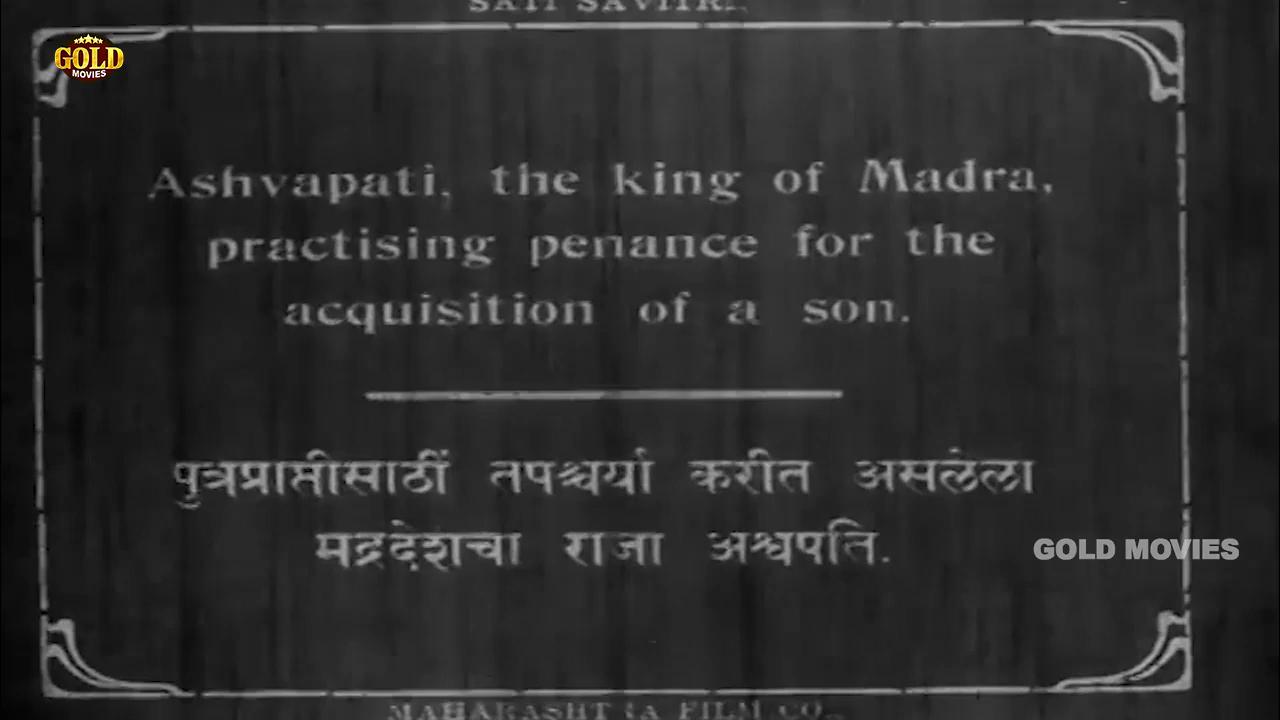 SATI SAVITRI.
GOLD
MOVIES
Ashvapati, the king of Madra,
practising penance for the
acquisition of a son.
पुत्रप्राप्तीसाठीं तपश्चर्या करीत असलेला
मद्रदेशचा राजा अश्वपति.
GOLD MOVIES
MAHARASHTRA FILM CO.,